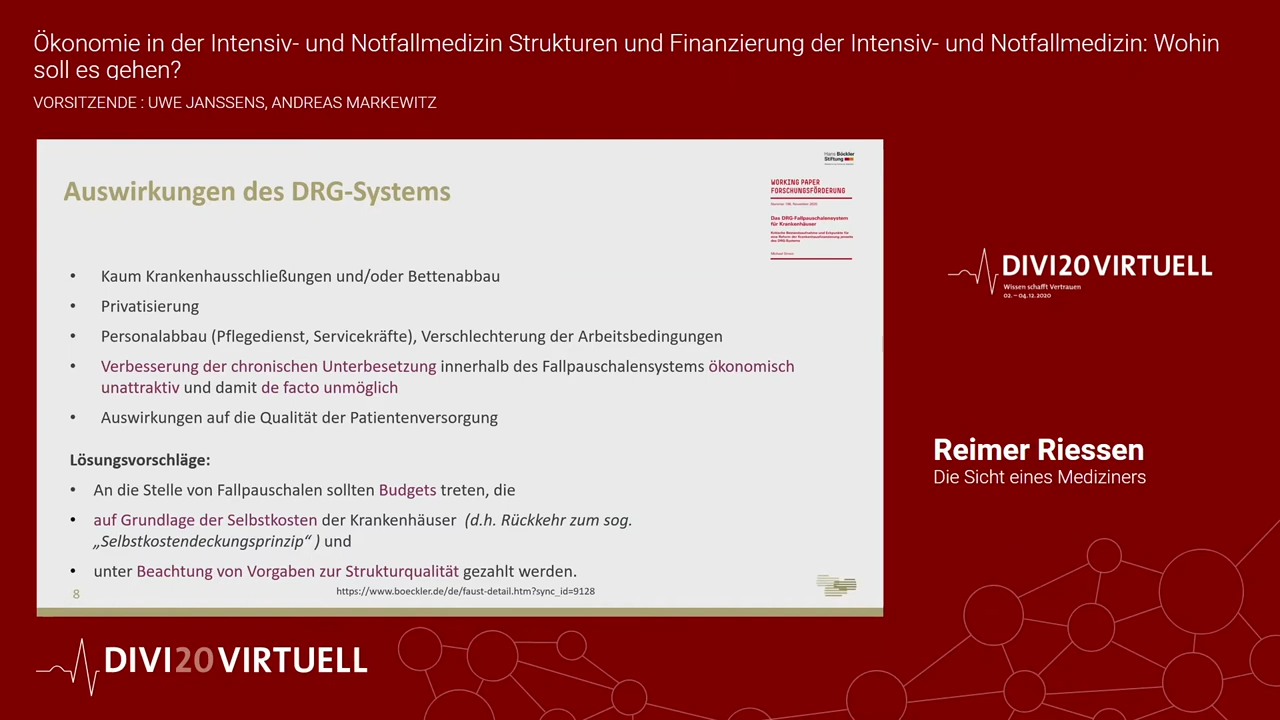 Ökonomie in der Intensiv- und Notfallmedizin Strukturen und Finanzierung der Intensiv- und Notfallmedizin: Wohin
soll es gehen?
VORSITZENDE : UWE JANSSENS, ANDREAS MARKEWITZ
Hans Böckler
Stiftung
Auswirkungen des DRG-Systems
WORKING PAPER
FORSCHUNGSFÖRDERUNG
Das DRG-Fallpauschalensystem
für Krankenhäuser
• Kaum Krankenhausschließungen und/oder Bettenabbau
• Privatisierung
• Personalabbau (Pflegedienst, Servicekräfte), Verschlechterung der Arbeitsbedingungen
• Verbesserung der chronischen Unterbesetzung innerhalb des Fallpauschalensystems ökonomisch
unattraktiv und damit de facto unmöglich
• Auswirkungen auf die Qualität der Patientenversorgung
Lösungsvorschläge:
• An die Stelle von Fallpauschalen sollten Budgets treten, die
• auf Grundlage der Selbstkosten der Krankenhäuser (d.h. Rückkehr zum sog.
„Selbstkostendeckungsprinzip“ ) und
• unter Beachtung von Vorgaben zur Strukturqualität gezahlt werden.
8
https://www.boeckler.de/de/faust-detail.htm?sync_id=9128
DIVI20VIRTUELL
Wissen schafft Vertrauen
02. – 04.12.2020
Reimer Riessen
Die Sicht eines Mediziners
DIVI20VIRTUELL